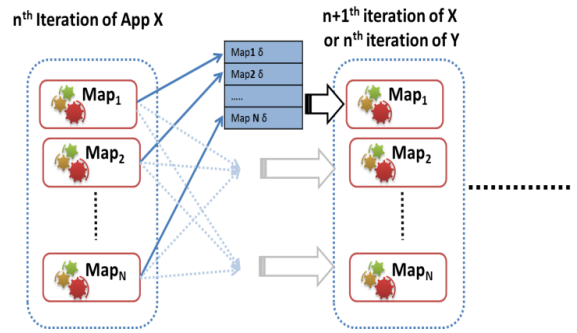 nth Iteration of App X
n+1th iteration of X
or nth iteration of Y
Map1 δ
Map2 δ
.....
Map N δ
Map1
Map2
MapN
Map1
Map2
MapN